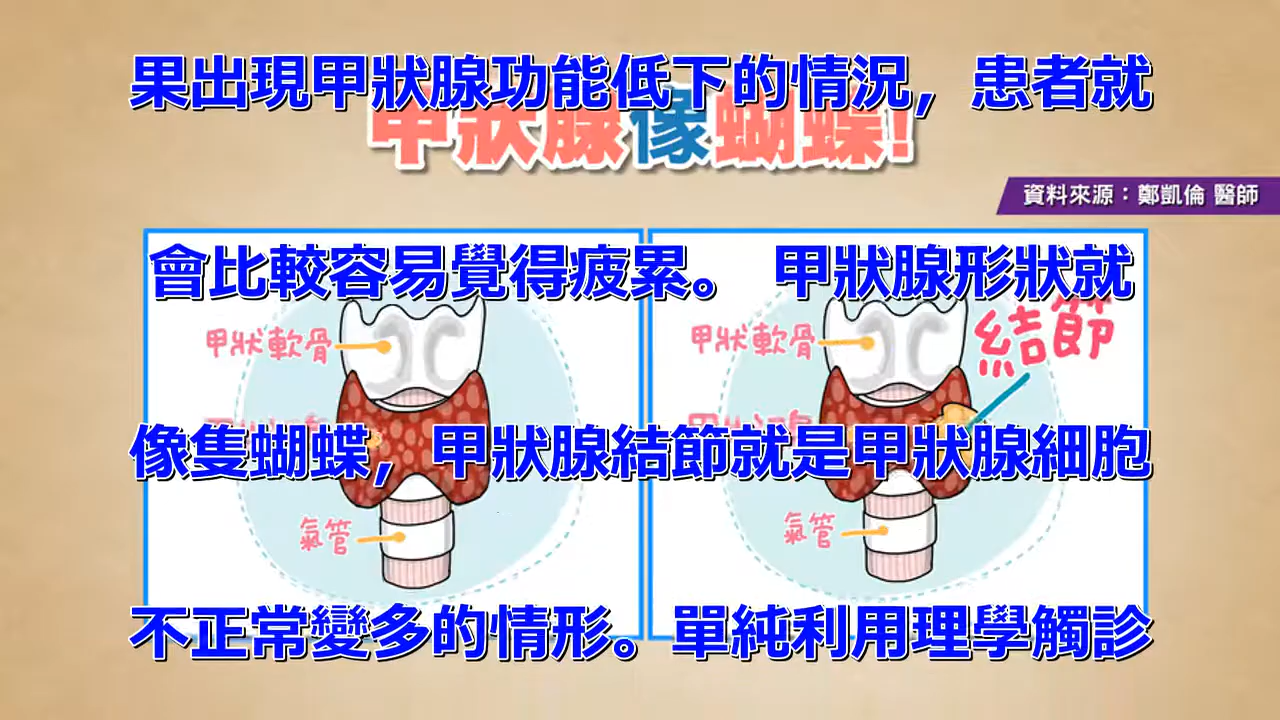 果出現甲狀腺功能低下的情況，患者就
甲狀腺像蝴蝶!
資料來源：鄭凱倫 醫師
會比較容易覺得疲累。 甲狀腺形狀就
甲狀軟骨
甲狀軟骨
結節
像隻蝴蝶，甲狀腺結節就是甲狀腺細胞
氣管
氣管
不正常變多的情形。單純利用理學觸診